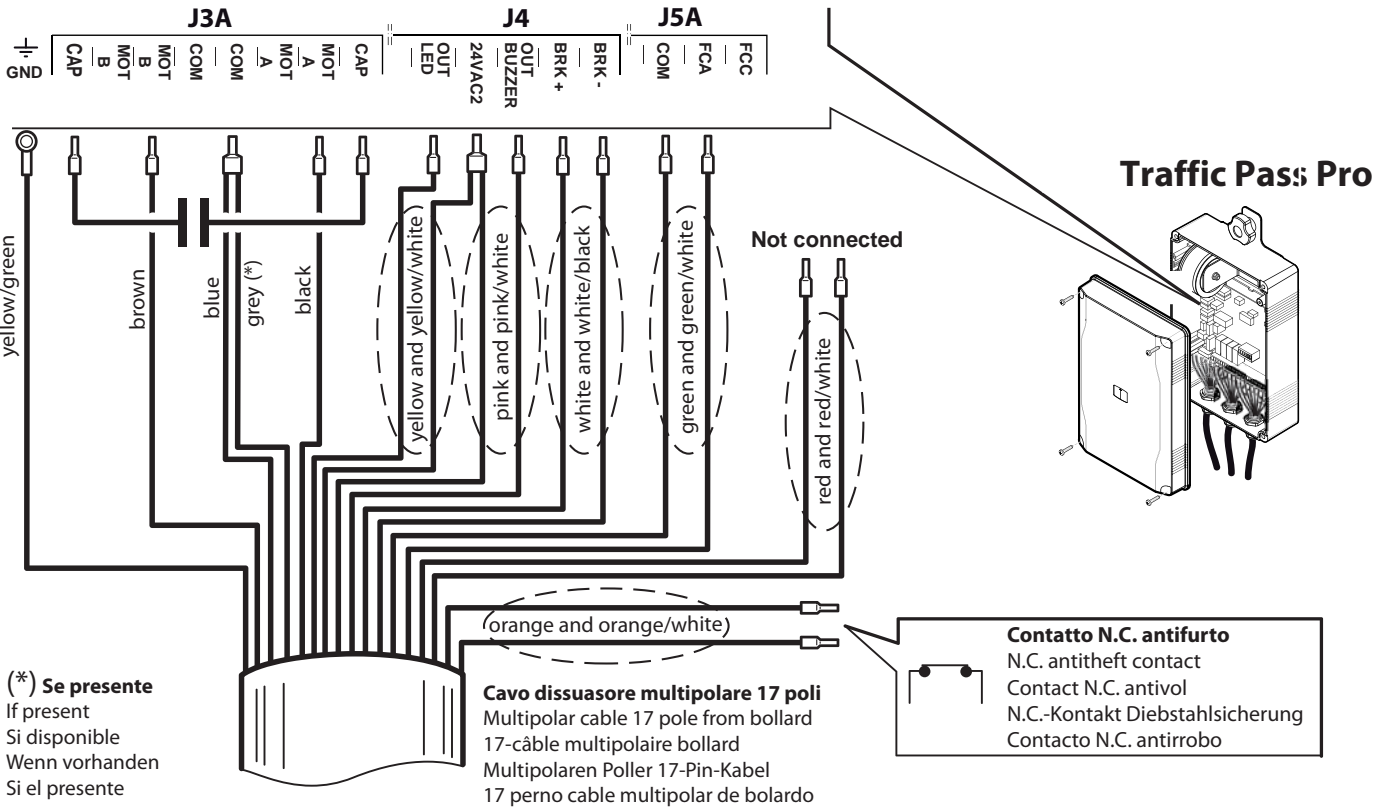 J3A
J4
J5A
GND
CAP
MOT B
MOT B
COM
COM
MOT A
MOT A
CAP
OUT LED
24VAC2
OUT BUZZER
BRK +
BRK -
COM
FCA
FCC
Traffic Pass Pro
Not connected
yellow/green
brown
blue
grey (*)
black
yellow and yellow/white
pink and pink/white
white and white/black
green and green/white
red and red/white
orange and orange/white
(*) Se presente
If present
Si disponible
Wenn vorhanden
Si el presente
Cavo dissuasore multipolare 17 poli
Multipolar cable 17 pole from bollard
17-câble multipolaire bollard
Multipolaren Poller 17-Pin-Kabel
17 perno cable multipolar de bolardo
Contatto N.C. antifurto
N.C. antitheft contact
Contact N.C. antivol
N.C.-Kontakt Diebstahlsicherung
Contacto N.C. antirrobo